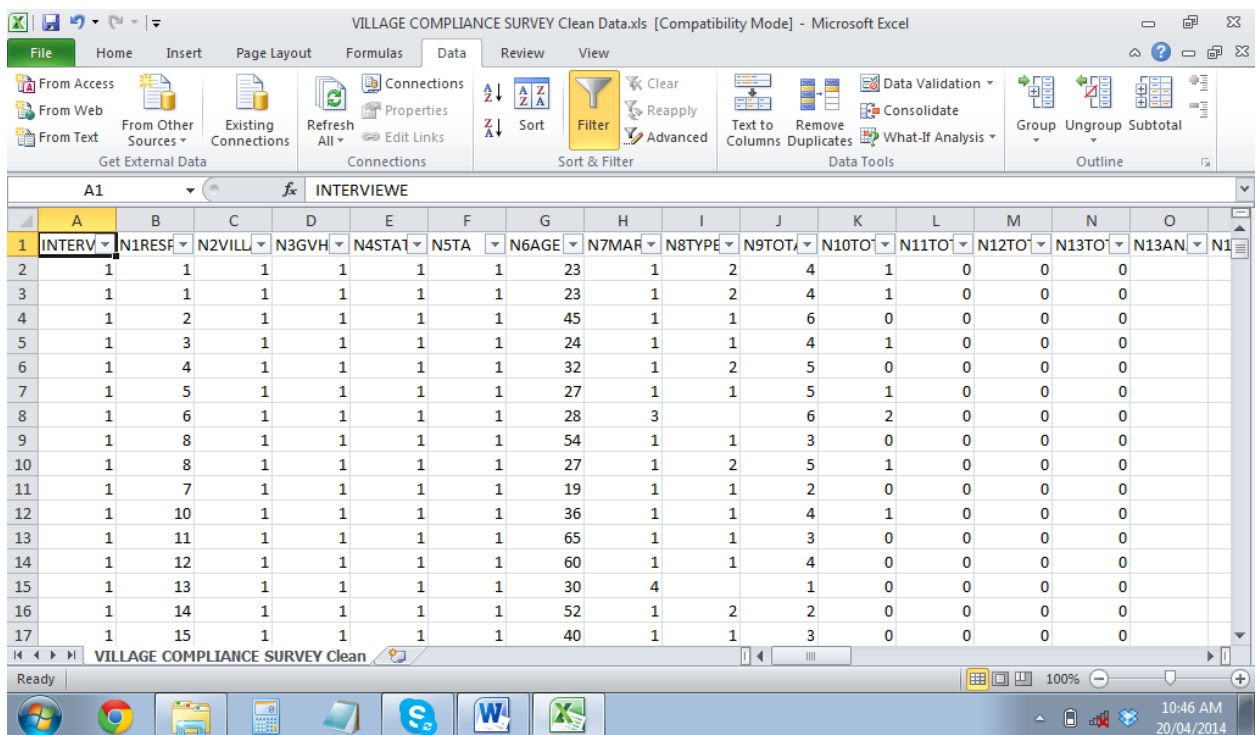 VILLAGE COMPLIANCE SURVEY Clean Data.xls [Compatibility Mode] - Microsoft Excel
File Home Insert Page Layout Formulas Data Review View
From Access
From Web
From Text
From Other Sources
Existing Connections
Get External Data
Refresh All
Connections
Properties
Edit Links
Connections
Sort
Filter
Clear
Reapply
Advanced
Sort & Filter
Text to Columns
Remove Duplicates
Data Validation
Consolidate
What-If Analysis
Data Tools
Group
Ungroup
Subtotal
Outline
A1 fx INTERVIEWE
A B C D E F G H I J K L M N O
1 INTERV N1RESF N2VILL N3GVH N4STAT N5TA N6AGE N7MAR N8TYPE N9TOTA N10TOT N11TOT N12TOT N13TOT N13AN. N1
2 1 1 1 1 1 1 23 1 2 4 1 0 0 0
3 1 1 1 1 1 1 23 1 2 4 1 0 0 0
4 1 2 1 1 1 1 45 1 1 6 0 0 0 0
5 1 3 1 1 1 1 24 1 1 4 1 0 0 0
6 1 4 1 1 1 1 32 1 2 5 0 0 0 0
7 1 5 1 1 1 1 27 1 1 5 1 0 0 0
8 1 6 1 1 1 1 28 3 6 2 0 0 0
9 1 8 1 1 1 1 54 1 1 3 0 0 0 0
10 1 8 1 1 1 1 27 1 2 5 1 0 0 0
11 1 7 1 1 1 1 19 1 1 2 0 0 0 0
12 1 10 1 1 1 1 36 1 1 4 1 0 0 0
13 1 11 1 1 1 1 65 1 1 3 0 0 0 0
14 1 12 1 1 1 1 60 1 1 4 0 0 0 0
15 1 13 1 1 1 1 30 4 1 0 0 0 0
16 1 14 1 1 1 1 52 1 2 2 0 0 0 0
17 1 15 1 1 1 1 40 1 1 3 0 0 0 0
VILLAGE COMPLIANCE SURVEY Clean
Ready 100%
10:46 AM
20/04/2014